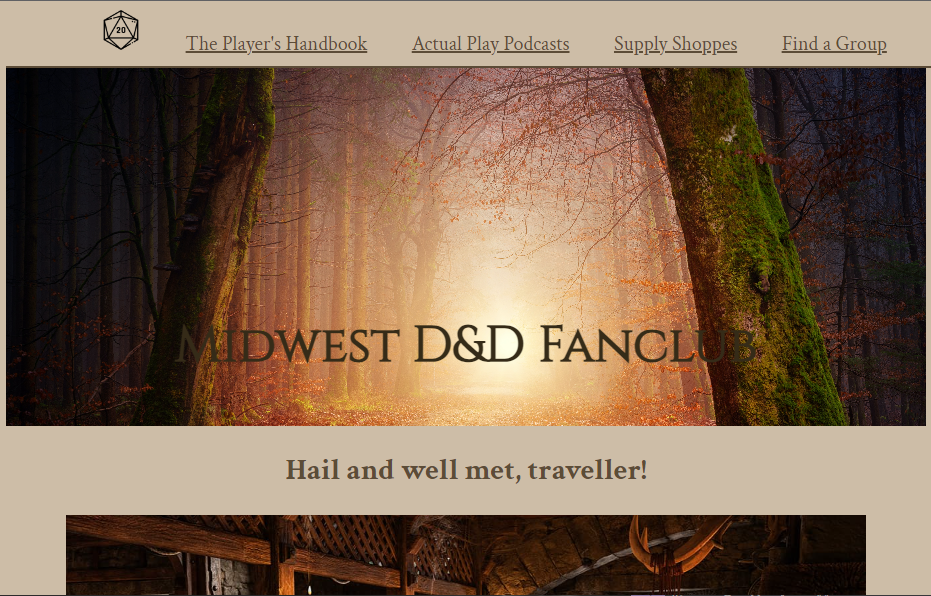 20
The Player's Handbook Actual Play Podcasts Supply Shoppes Find a Group
Midwest D&D Fanclub
Hail and well met, traveller!